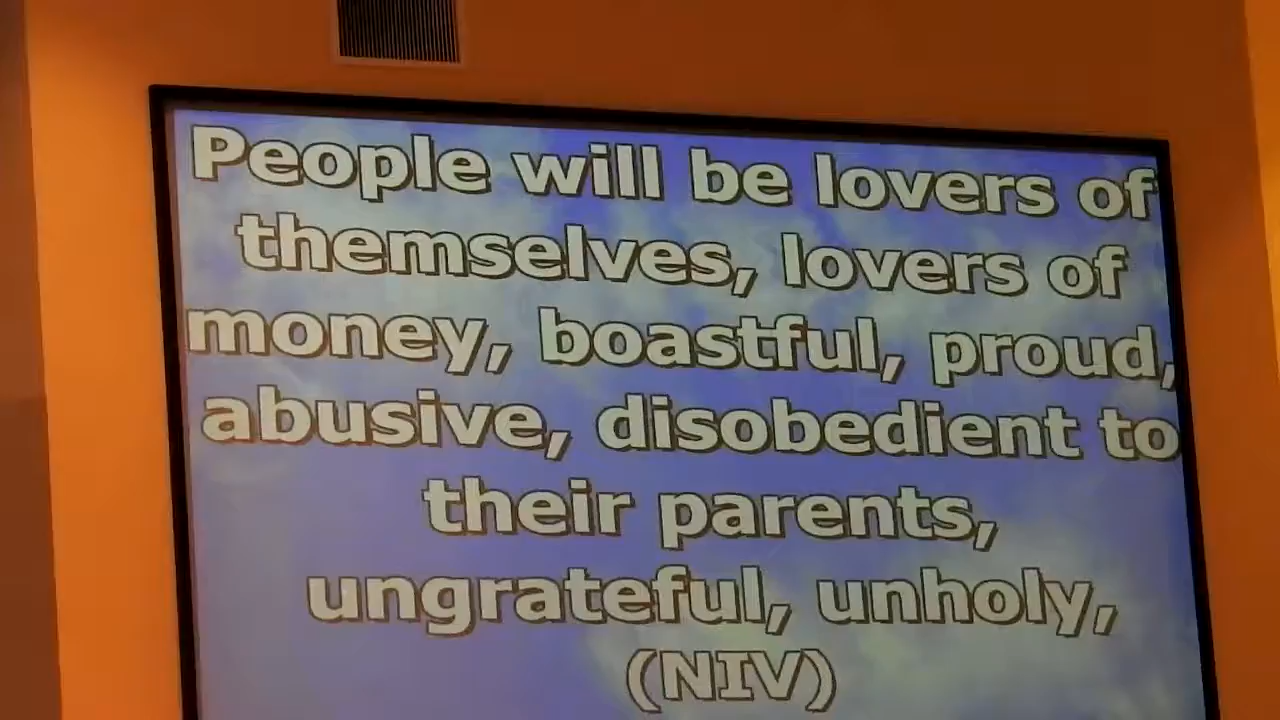 People will be lovers of
themselves, lovers of
money, boastful, proud,
abusive, disobedient to
their parents,
ungrateful, unholy,
(NIV)